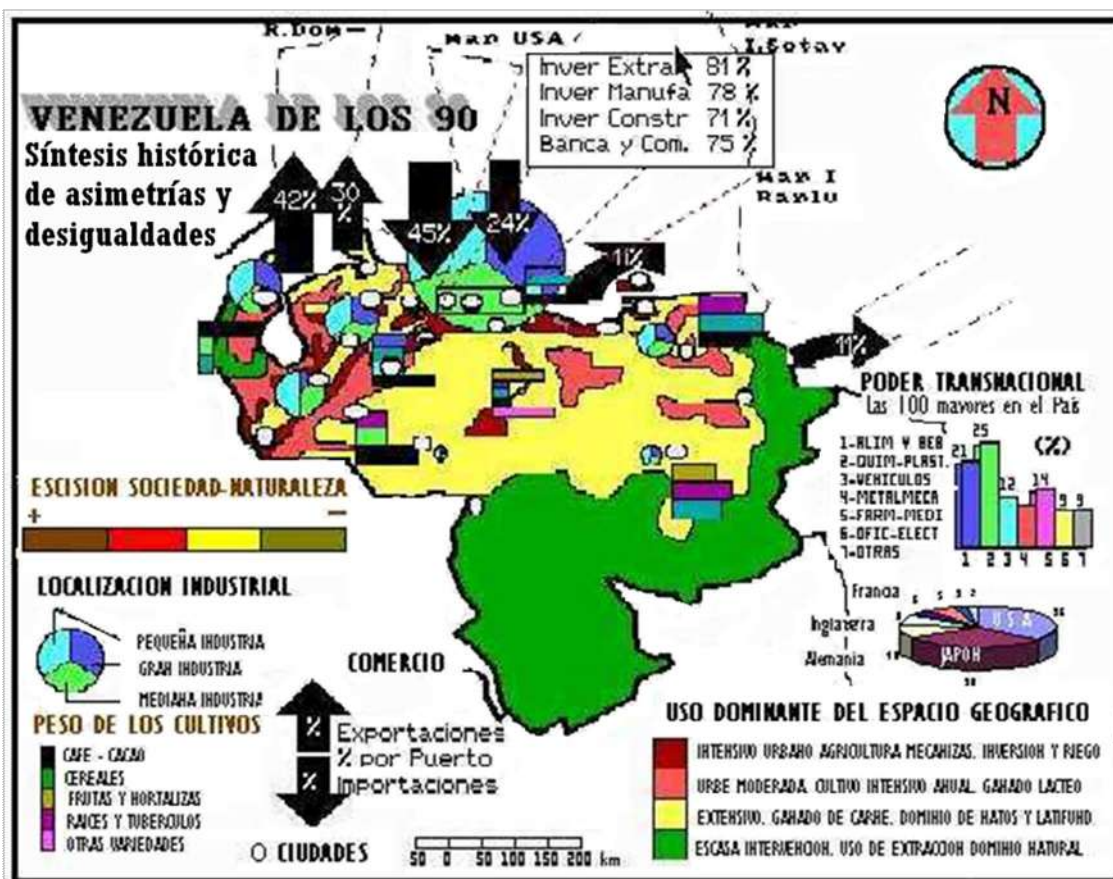 R.Dom
mar USA
I.Sotav
Inver Extra 81 %
Inver Manufa 78 %
Inver Constr 71 %
Banca y Com. 75 %
N
VENEZUELA DE LOS 90
Síntesis histórica
de asimetrías y
desigualdades
mar I
42%
30
%
45%
24%
11%
11%
PODER TRANSNACIONAL
Las 100 mayores en el País
(%)
1-ALIM Y BEB
2-QUIM-PLAST.
3-VEHICULOS
4-METALMECA
5-FARM-MEDI
6-OFIC-ELECT
7-OTRAS
21
25
12
14
9 9
1 2 3 4 5 6 7
ESCISION SOCIEDAD-NATURALEZA
+ −
LOCALIZACION INDUSTRIAL
PEQUEÑA INDUSTRIA
GRAN INDUSTRIA
MEDIANA INDUSTRIA
Francia
Inglaterra
Alemania
USA
JAPON
COMERCIO
% Exportaciones
% por Puerto
% Importaciones
PESO DE LOS CULTIVOS
CAFE - CACAO
CEREALES
FRUTAS Y HORTALIZAS
RAICES Y TUBERCULOS
OTRAS VARIEDADES
CIUDADES
50 0 50 100 150 200 km
USO DOMINANTE DEL ESPACIO GEOGRAFICO
INTENSIVO URBANO AGRICULTURA MECANIZAS. INVERSION Y RIEGO
URBE MODERADA. CULTIVO INTENSIVO ANUAL. GANADO LACTEO
EXTENSIVO. GANADO DE CARNE. DOMINIO DE HATOS Y LATIFUND.
ESCASA INTERVENCION. USO DE EXTRACCION DOMINIO NATURAL